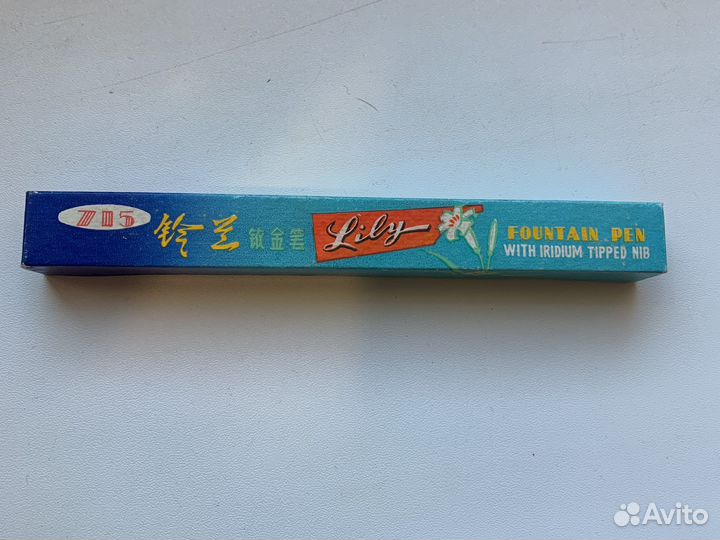 705
铃兰 铱金笔
Lily
FOUNTAIN PEN
WITH IRIDIUM TIPPED NIB
Avito